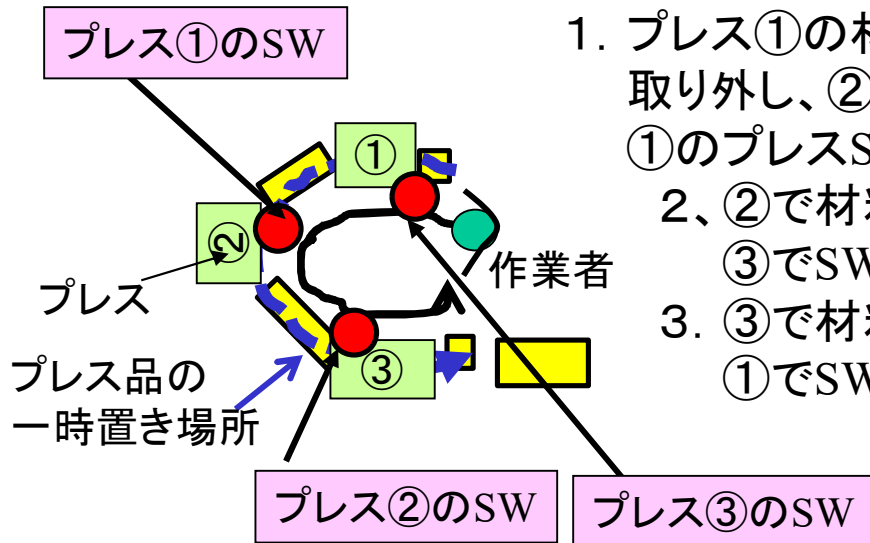 プレス①のSW
1．プレス①の
取り外し、②
①のプレスS
２、②で材
③でSW
３．③で材
①でSW
①
②
③
作業者
プレス
プレス品の
一時置き場所
プレス②のSW
プレス③のSW